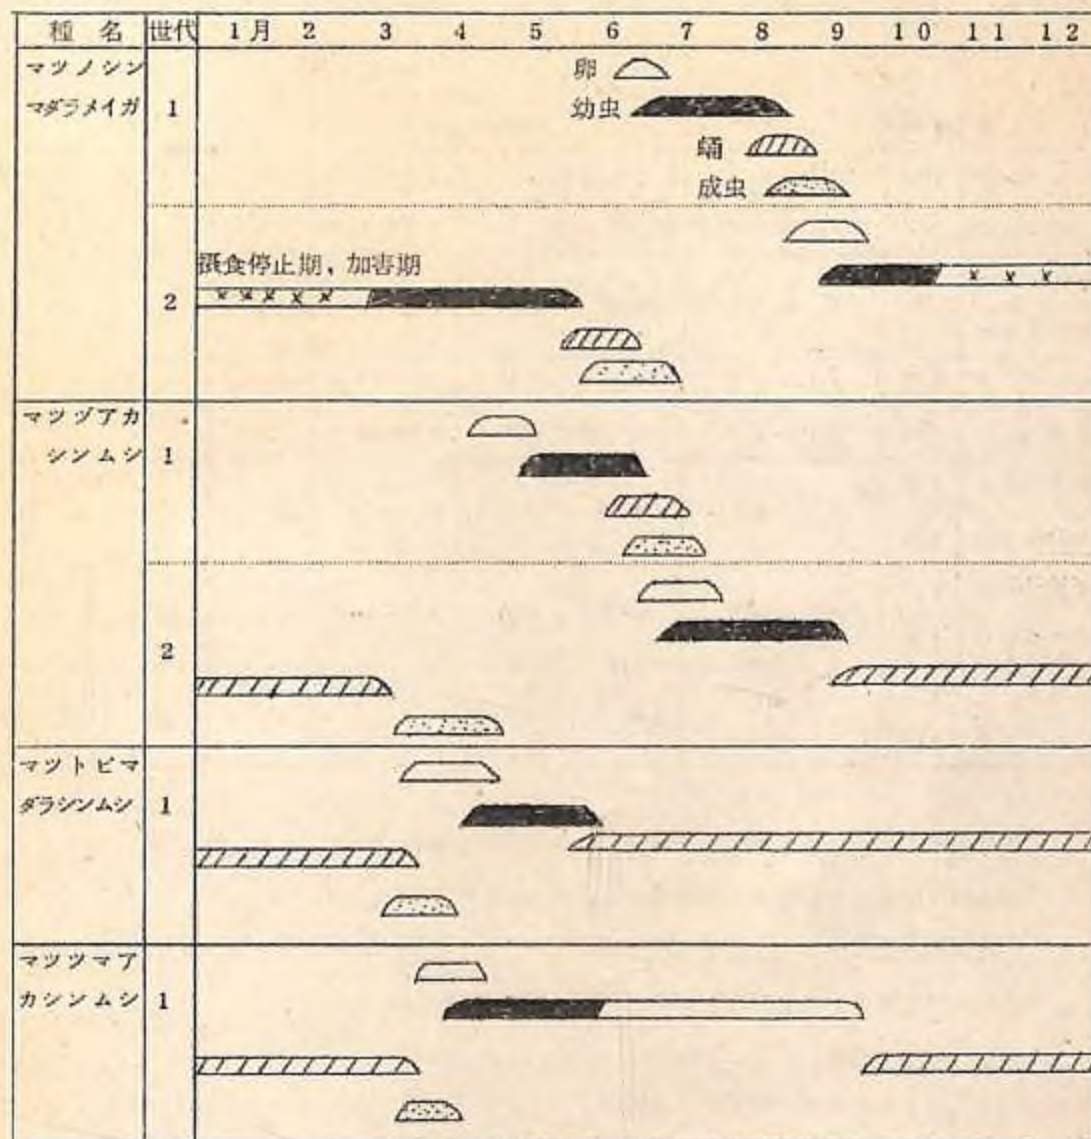 種名 世代 1月 2 3 4 5 6 7 8 9 10 11 12
マツノシン
マダラメイガ 1
卵
幼虫
蛹
成虫
摂食停止期，加害期
2
マツヅアカ
シンムシ 1
2
マツトビマ
ダラシンムシ 1
マツツマア
カシンムシ 1